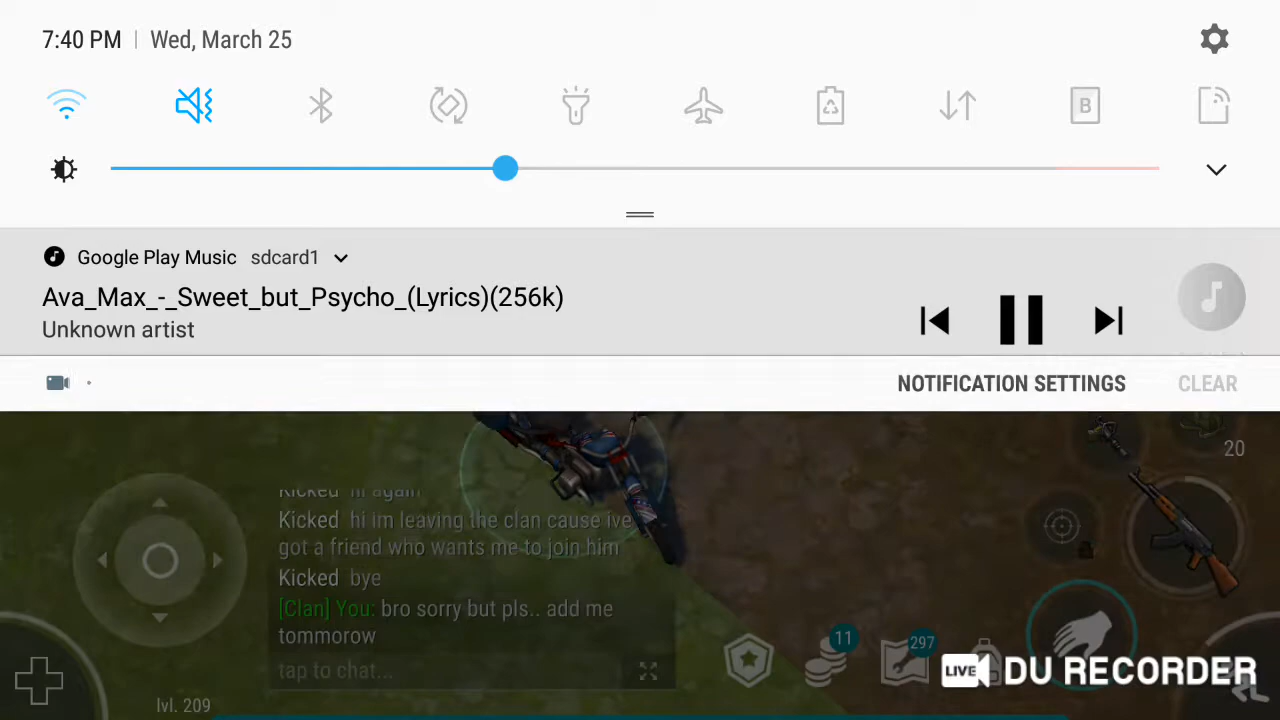 7:40 PM | Wed, March 25
B
Google Play Music sdcard1
Ava_Max_-_Sweet_but_Psycho_(Lyrics)(256k)
Unknown artist
NOTIFICATION SETTINGS CLEAR
20
Kicked hi again
Kicked hi im leaving the clan cause ive
got a friend who wants me to join him
Kicked bye
[Clan] You: bro sorry but pls.. add me
tommorow
tap to chat...
11
297
LIVE DU RECORDER
lvl. 209